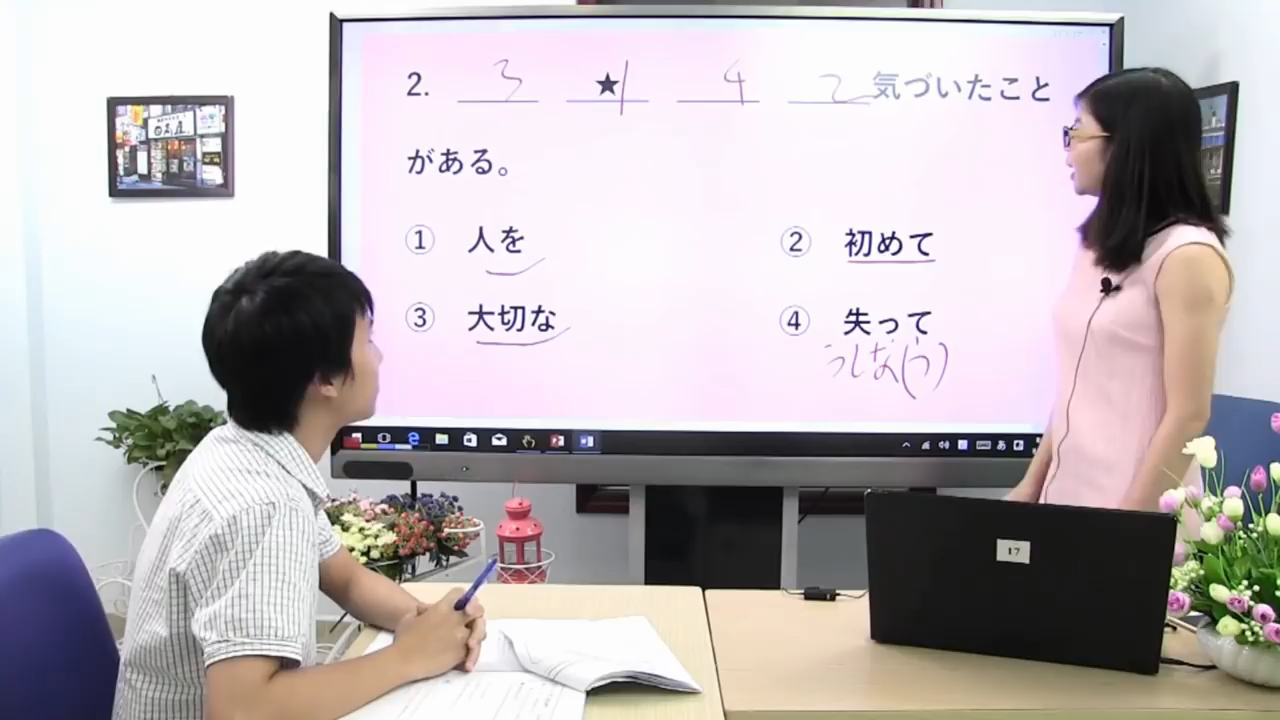 2. 3 ★1 4 2 気づいたこと
がある。
① 人を ② 初めて
③ 大切な ④ 失って
うしな(う)
あ
17